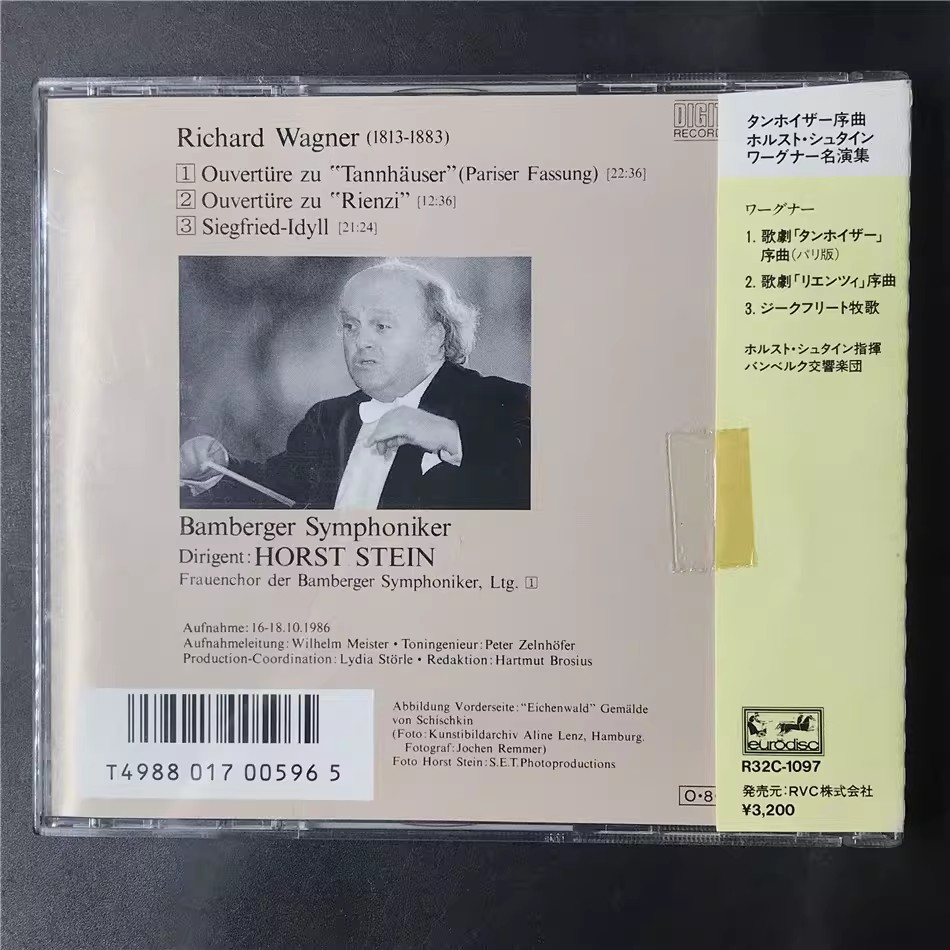 Richard Wagner (1813-1883)
1 Ouvertüre zu "Tannhäuser" (Pariser Fassung) [22:36]
2 Ouvertüre zu "Rienzi" [12:36]
3 Siegfried-Idyll [21:24]
Bamberger Symphoniker
Dirigent: HORST STEIN
Frauenchor der Bamberger Symphoniker, Ltg. 1
Aufnahme: 16-18.10.1986
Aufnahmeleitung: Wilhelm Meister • Toningenieur: Peter Zelnhöfer
Production-Coordination: Lydia Störle • Redaktion: Hartmut Brosius
Abbildung Vorderseite: "Eichenwald" Gemälde
von Schischkin
(Foto: Kunstibildarchiv Aline Lenz, Hamburg.
Fotograf: Jochen Remmer)
Foto Horst Stein: S.E.T. Photoproductions
T4988 017 00596 5
タンホイザー序曲
ホルスト・シュタイン
ワーグナー名演集
ワーグナー
1. 歌劇「タンホイザー」
序曲(パリ版)
2. 歌劇「リエンツィ」序曲
3. ジークフリート牧歌
ホルスト・シュタイン指揮
バンベルク交響楽団
eurodisc
R32C-1097
発売元: RVC株式会社
¥3,200